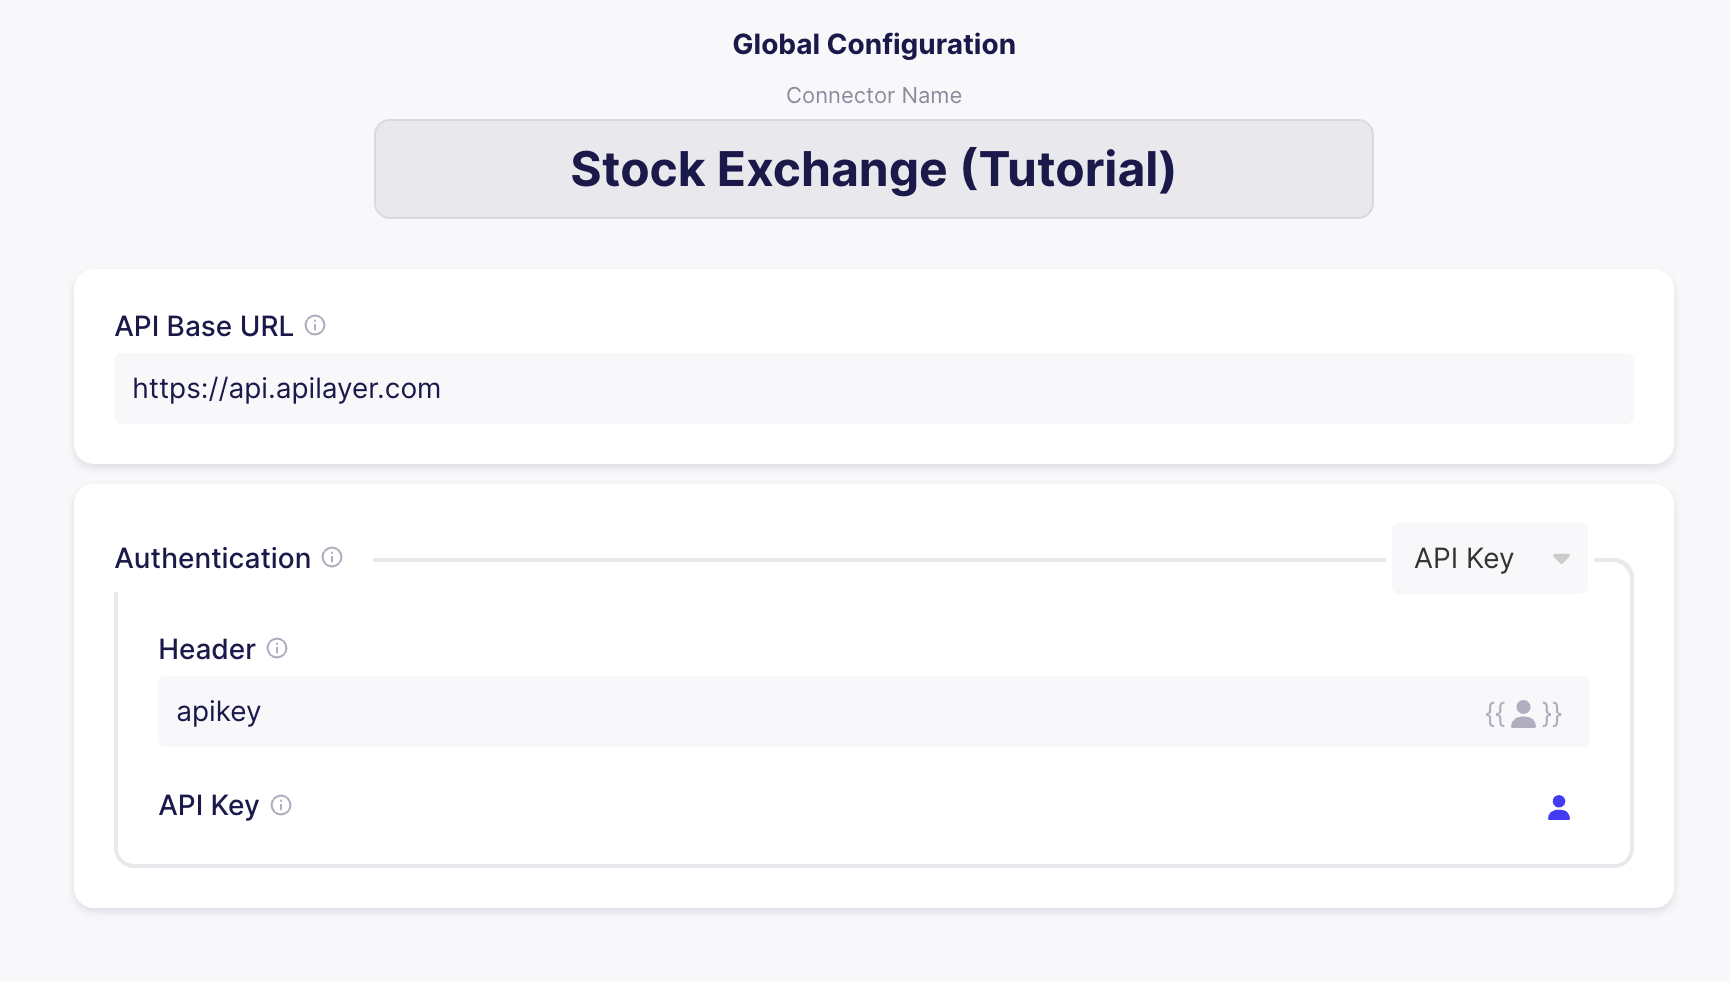 Global Configuration
Connector Name
Stock Exchange (Tutorial)
API Base URL
https://api.apilayer.com
Authentication
API Key
Header
apikey
{{ }}
API Key